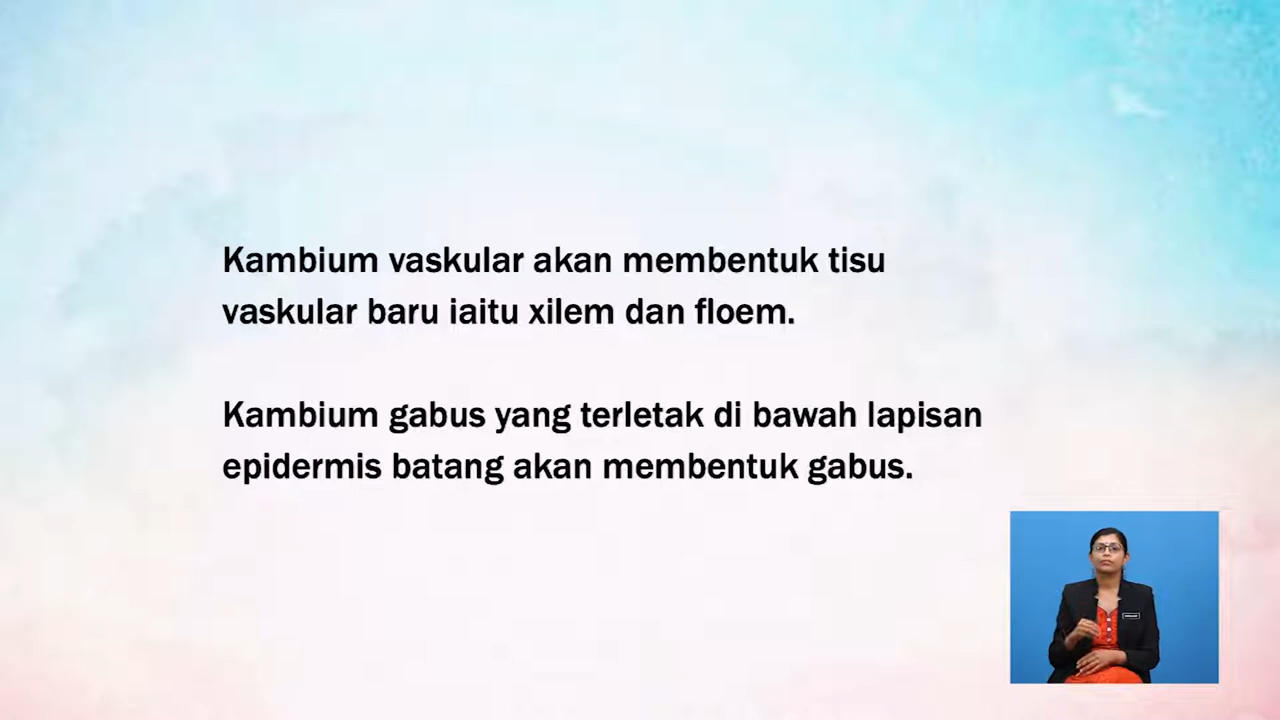 Kambium vaskular akan membentuk tisu
vaskular baru iaitu xilem dan floem.
Kambium gabus yang terletak di bawah lapisan
epidermis batang akan membentuk gabus.